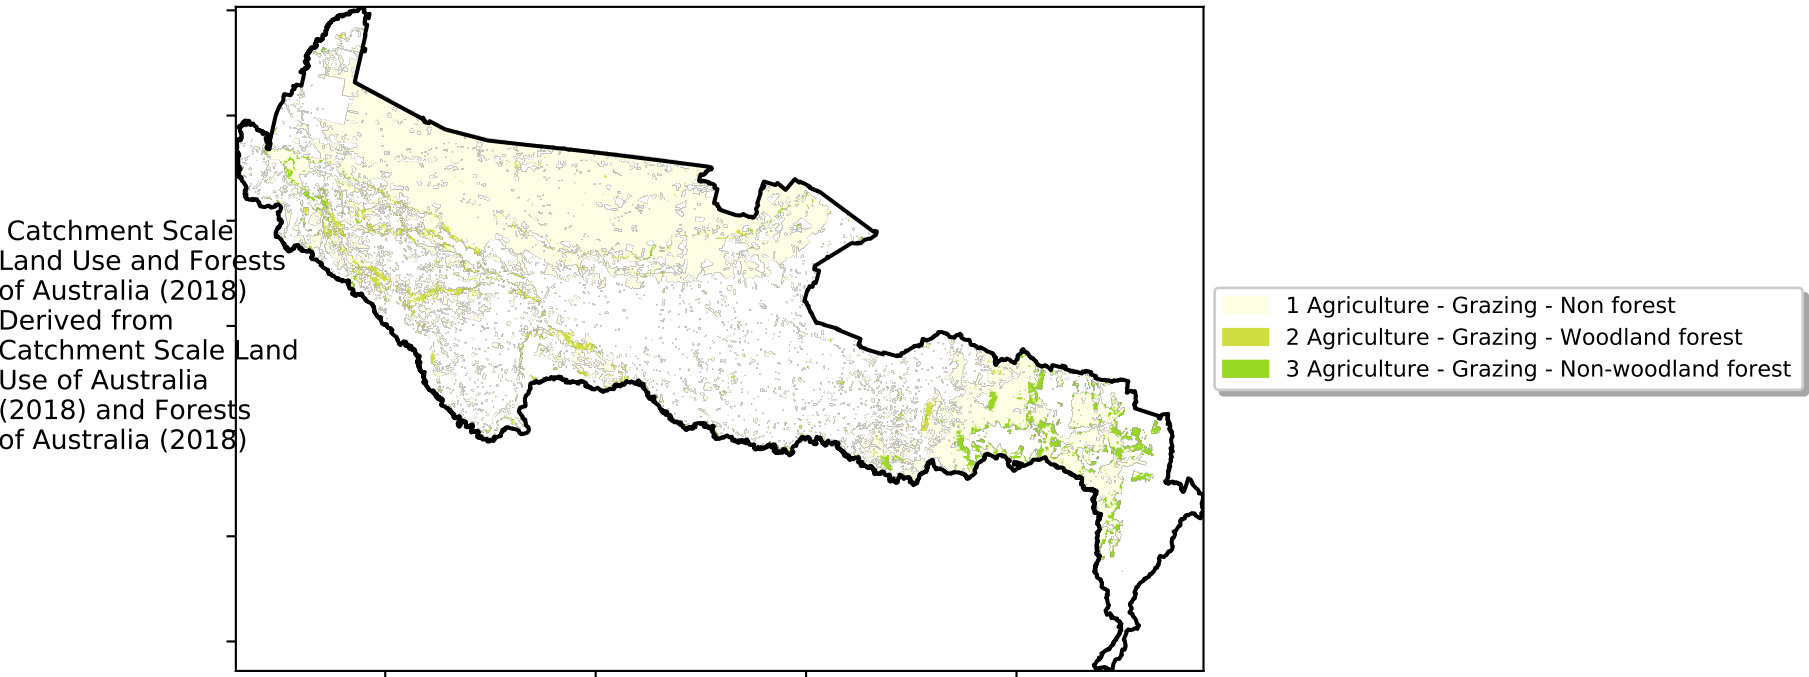 Catchment Scale
Land Use and Forests
of Australia (2018)
Derived from
Catchment Scale Land
Use of Australia
(2018) and Forests
of Australia (2018)
1 Agriculture - Grazing - Non forest
2 Agriculture - Grazing - Woodland forest
3 Agriculture - Grazing - Non-woodland forest